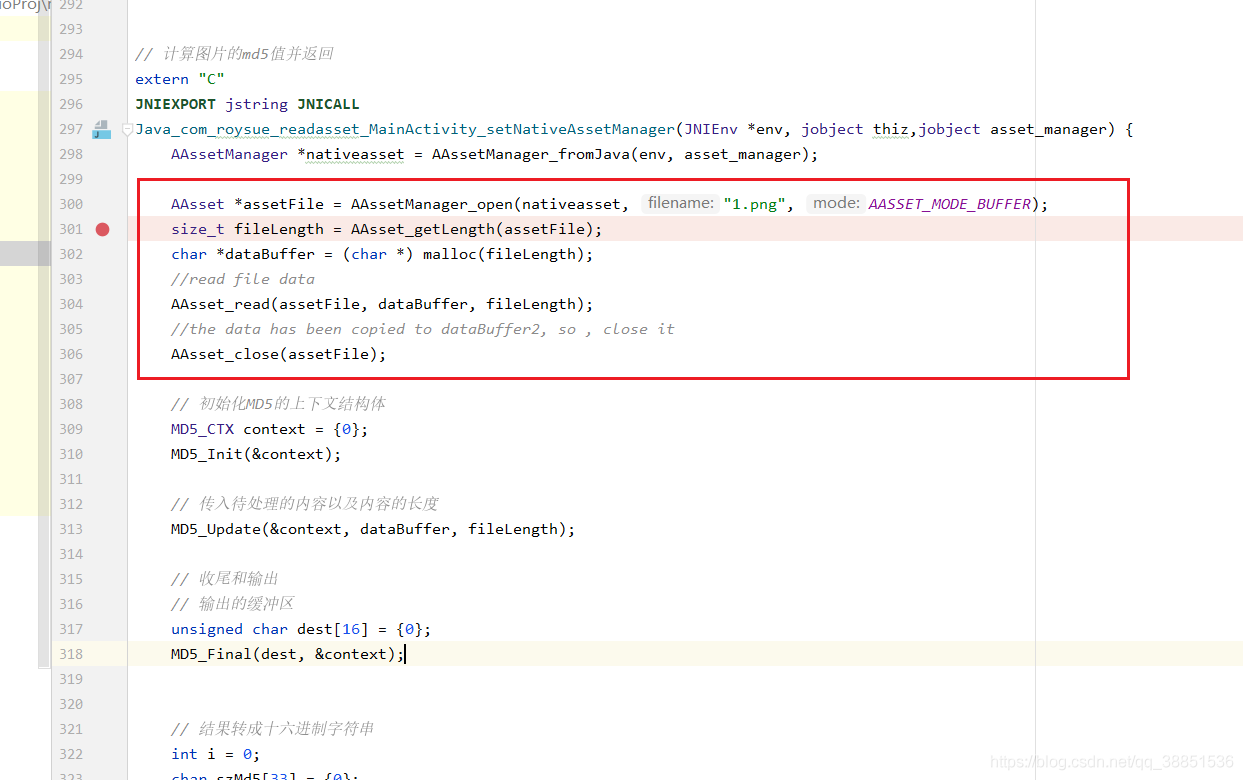 ioProj\r
292
293
294 // 计算图片的md5值并返回
295 extern "C"
296 JNIEXPORT jstring JNICALL
297 Java_com_roysue_readasset_MainActivity_setNativeAssetManager(JNIEnv *env, jobject thiz,jobject asset_manager) {
298 AAssetManager *nativeasset = AAssetManager_fromJava(env, asset_manager);
299
300 AAsset *assetFile = AAssetManager_open(nativeasset, filename: "1.png", mode: AASSET_MODE_BUFFER);
301 size_t fileLength = AAsset_getLength(assetFile);
302 char *dataBuffer = (char *) malloc(fileLength);
303 //read file data
304 AAsset_read(assetFile, dataBuffer, fileLength);
305 //the data has been copied to dataBuffer2, so , close it
306 AAsset_close(assetFile);
307
308 // 初始化MD5的上下文结构体
309 MD5_CTX context = {0};
310 MD5_Init(&context);
311
312 // 传入待处理的内容以及内容的长度
313 MD5_Update(&context, dataBuffer, fileLength);
314
315 // 收尾和输出
316 // 输出的缓冲区
317 unsigned char dest[16] = {0};
318 MD5_Final(dest, &context);
319
320
321 // 结果转成十六进制字符串
322 int i = 0;
323 char szMd5[33] = {0};
https://blog.csdn.net/qq_38851536